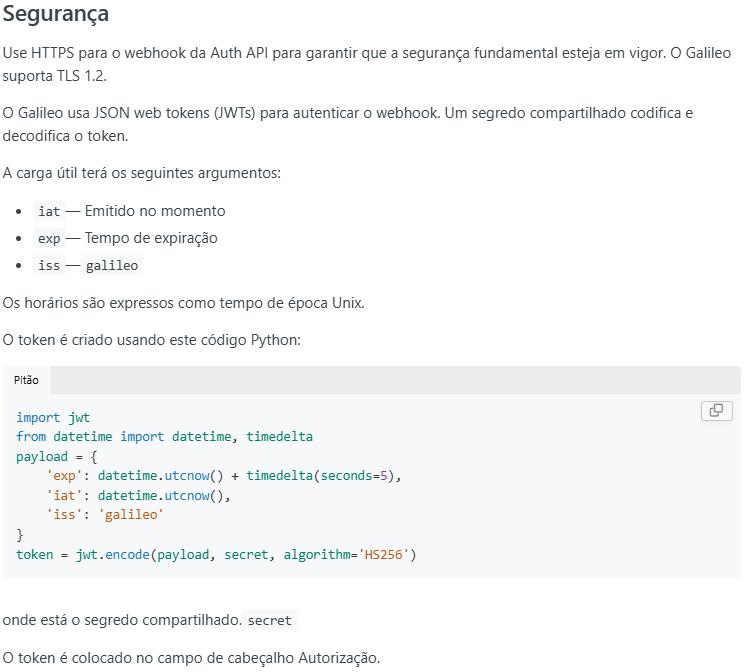 Segurança
Use HTTPS para o webhook da Auth API para garantir que a segurança fundamental esteja em vigor. O Galileo
suporta TLS 1.2.
O Galileo usa JSON web tokens (JWTs) para autenticar o webhook. Um segredo compartilhado codifica e
decodifica o token.
A carga útil terá os seguintes argumentos:
• iat — Emitido no momento
• exp — Tempo de expiração
• iss — galileo
Os horários são expressos como tempo de época Unix.
O token é criado usando este código Python:
Pitão
import jwt
from datetime import datetime, timedelta
payload = {
    'exp': datetime.utcnow() + timedelta(seconds=5),
    'iat': datetime.utcnow(),
    'iss': 'galileo'
}
token = jwt.encode(payload, secret, algorithm='HS256')
onde está o segredo compartilhado. secret
O token é colocado no campo de cabeçalho Autorização.